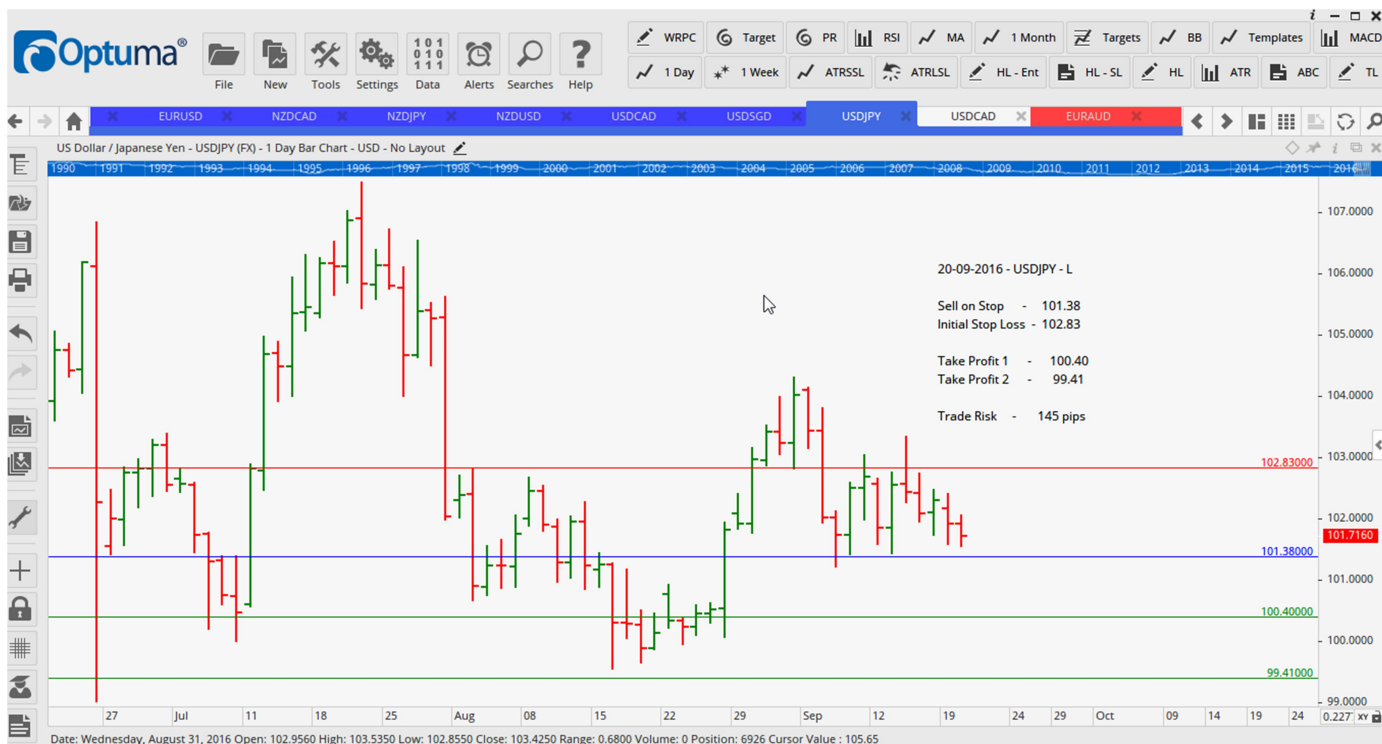 i
Optuma®
File New Tools Settings Data Alerts Searches Help
WRPC Target PR RSI MA 1 Month Targets BB Templates MACD
1 Day 1 Week ATRSSL ATRLSL HL - Ent HL - SL HL ATR ABC TL
EURUSD NZDCAD NZDJPY NZDUSD USDCAD USDSGD USDJPY USDCAD EURAUD
US Dollar / Japanese Yen - USDJPY (FX) - 1 Day Bar Chart - USD - No Layout
1990 1991 1992 1993 1994 1995 1996 1997 1998 1999 2000 2001 2002 2003 2004 2005 2006 2007 2008 2009 2010 2011 2012 2013 2014 2015 2016
107.0000
20-09-2016 - USDJPY - L
106.0000
Sell on Stop - 101.38
Initial Stop Loss - 102.83
105.0000
Take Profit 1 - 100.40
Take Profit 2 - 99.41
104.0000
Trade Risk - 145 pips
102.83000
103.0000
102.0000
101.7160
101.38000
101.0000
100.40000
100.0000
99.41000
99.0000
27 Jul 11 18 25 Aug 08 15 22 29 Sep 12 19 24 29 Oct 09 14 19 24 0.227 XY
Date: Wednesday, August 31, 2016 Open: 102.9560 High: 103.5350 Low: 102.8550 Close: 103.4250 Range: 0.6800 Volume: 0 Position: 6926 Cursor Value : 105.65